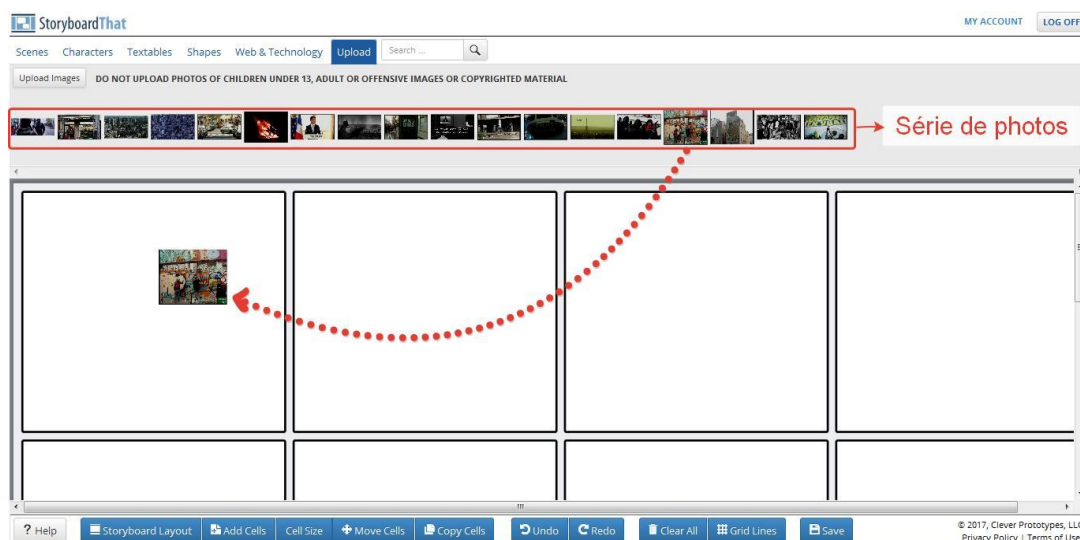 StoryboardThat
MY ACCOUNT LOG OFF
Scenes Characters Textables Shapes Web & Technology Upload Search ...
Upload Images DO NOT UPLOAD PHOTOS OF CHILDREN UNDER 13, ADULT OR OFFENSIVE IMAGES OR COPYRIGHTED MATERIAL
Série de photos
? Help Storyboard Layout Add Cells Cell Size Move Cells Copy Cells Undo Redo Clear All Grid Lines Save
© 2017, Clever Prototypes, LLC
Privacy Policy | Terms of Use